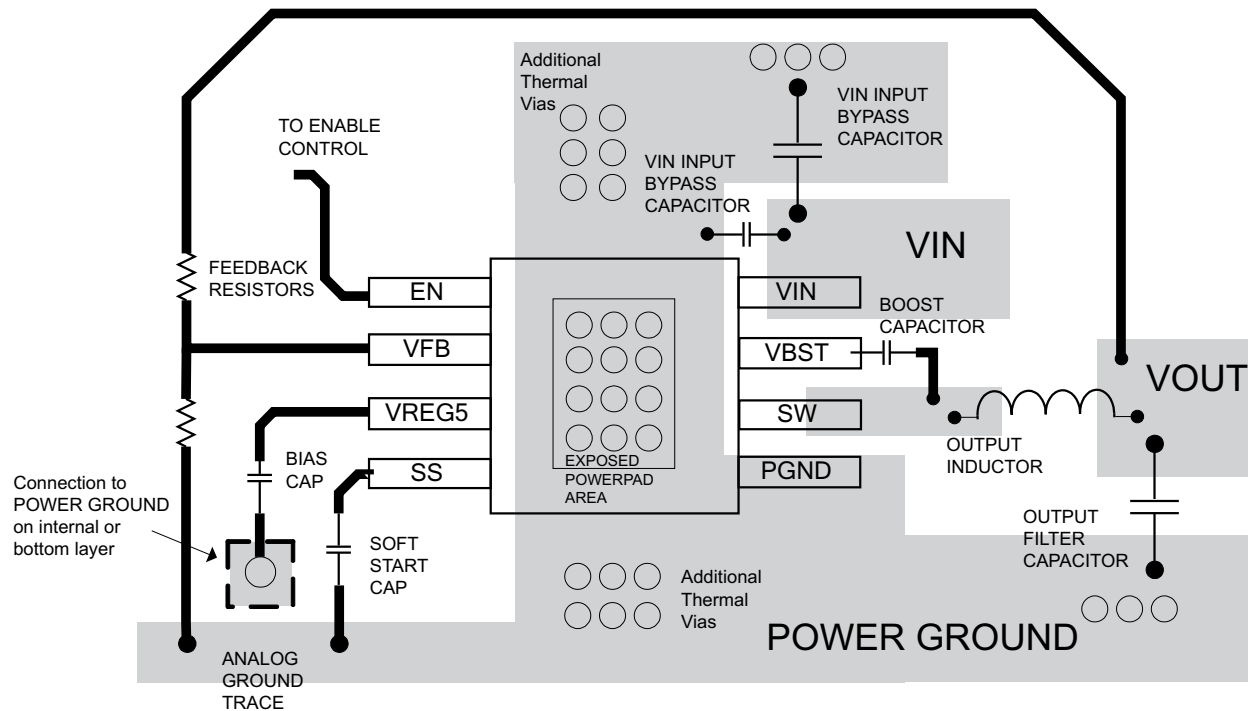 Additional
Thermal
Vias
VIN INPUT
BYPASS
CAPACITOR
TO ENABLE
CONTROL
VIN INPUT
BYPASS
CAPACITOR
VIN
FEEDBACK
RESISTORS
EN
VIN
BOOST
CAPACITOR
VFB
VBST
VOUT
VREG5
SW
OUTPUT
INDUCTOR
BIAS
CAP
SS
EXPOSED
POWERPAD
AREA
PGND
Connection to
POWER GROUND
on internal or
bottom layer
SOFT
START
CAP
OUTPUT
FILTER
CAPACITOR
Additional
Thermal
Vias
POWER GROUND
ANALOG
GROUND
TRACE